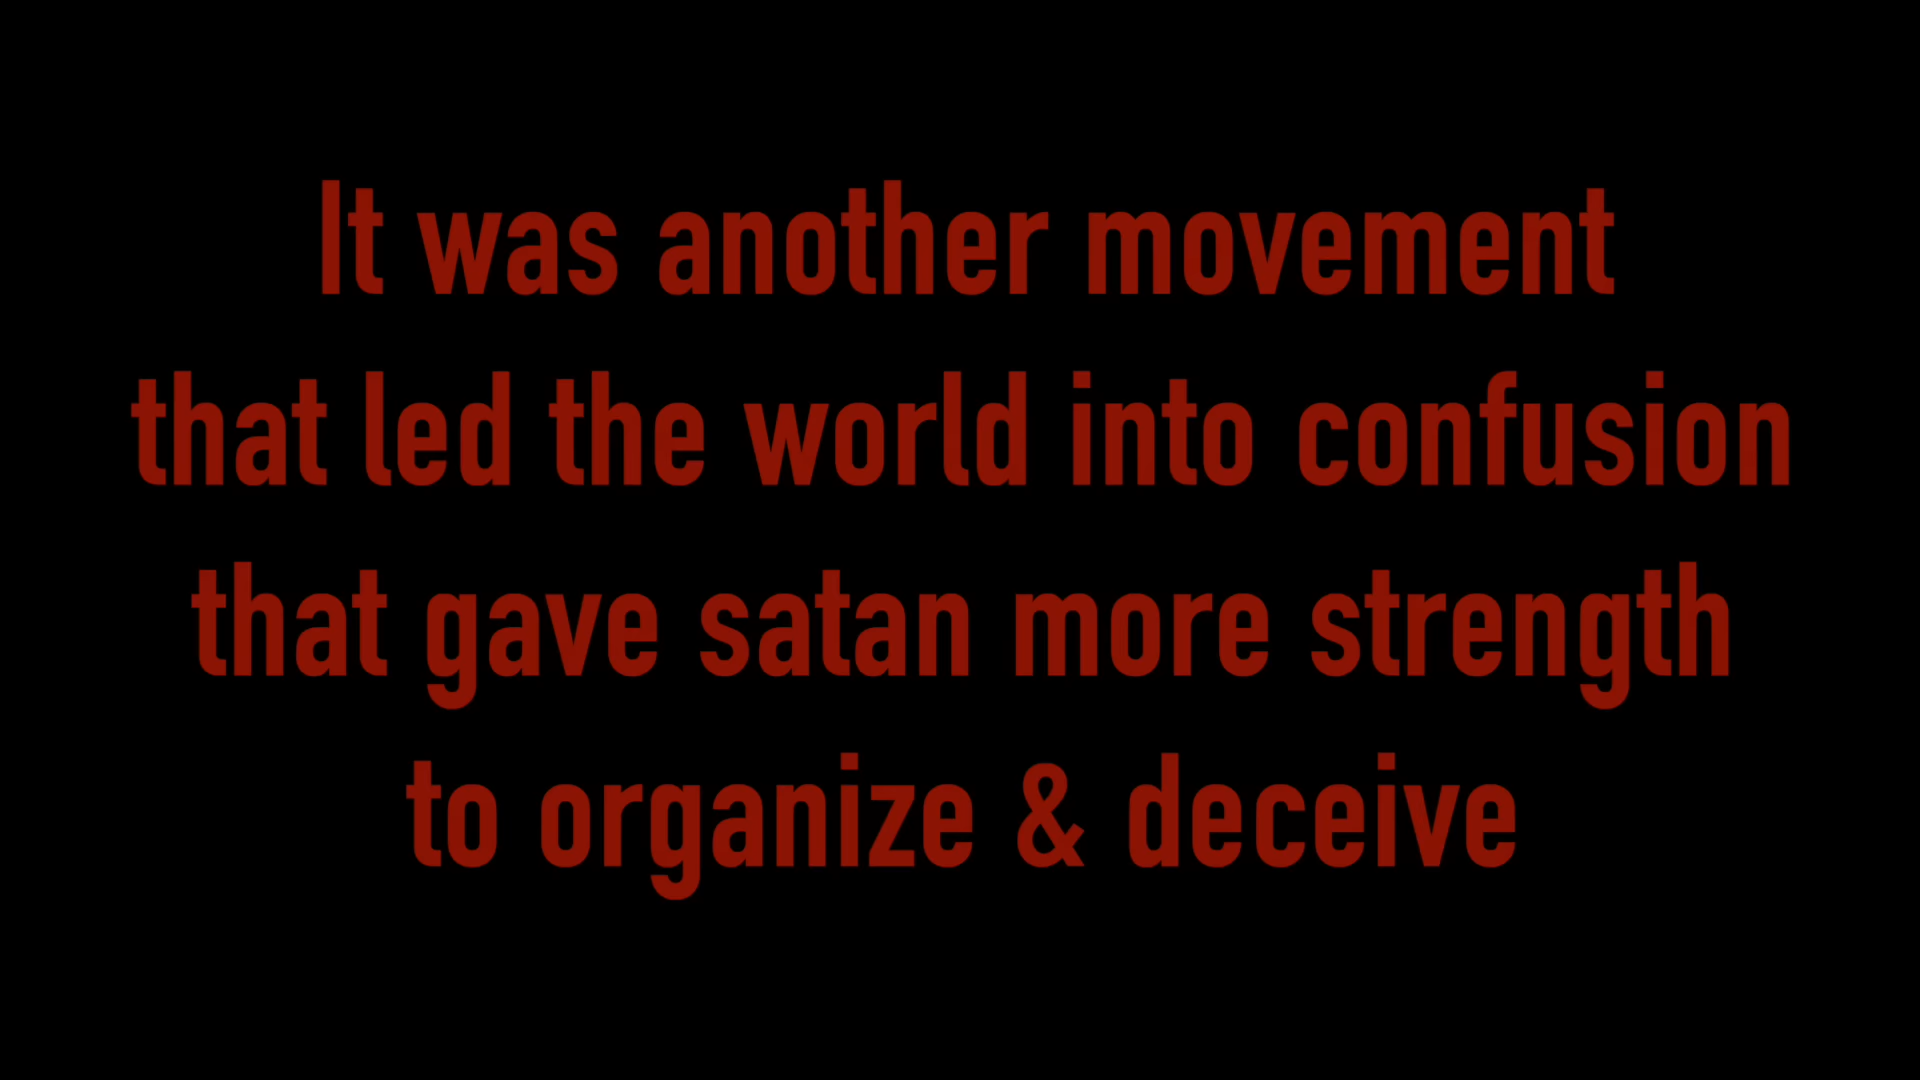 It was another movement
that led the world into confusion
that gave satan more strength
to organize & deceive